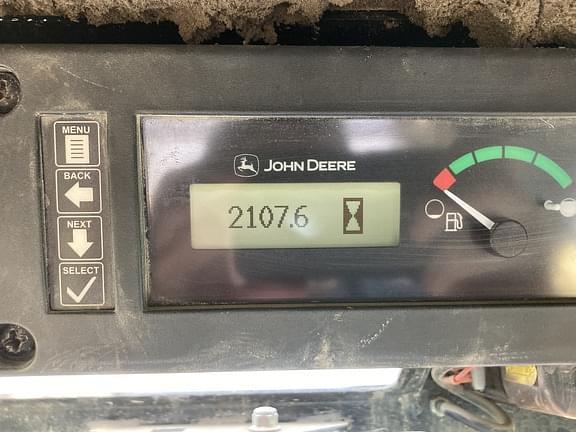 MENU
BACK
NEXT
SELECT
JOHN DEERE
2107.6